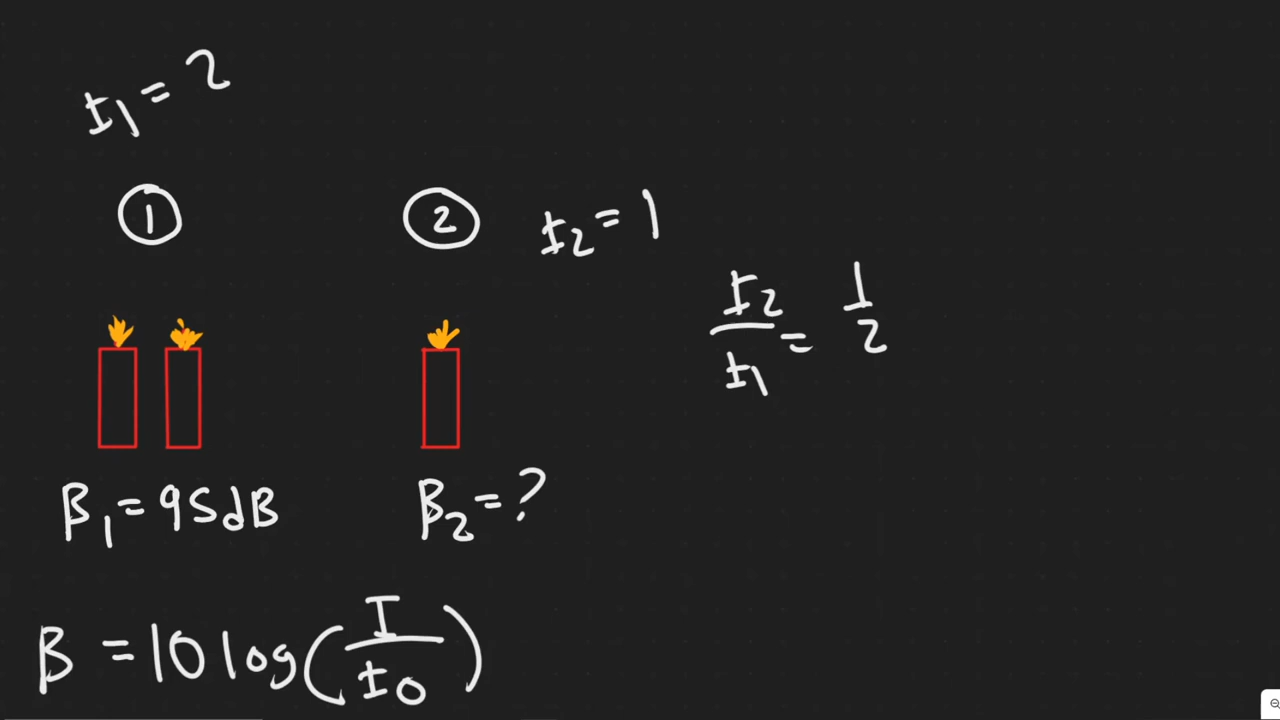 I₁ = 2
① ② I₂ = 1
I₂/I₁ = 1/2
β₁ = 95dB β₂ = ?
β = 10 log(I/I₀)